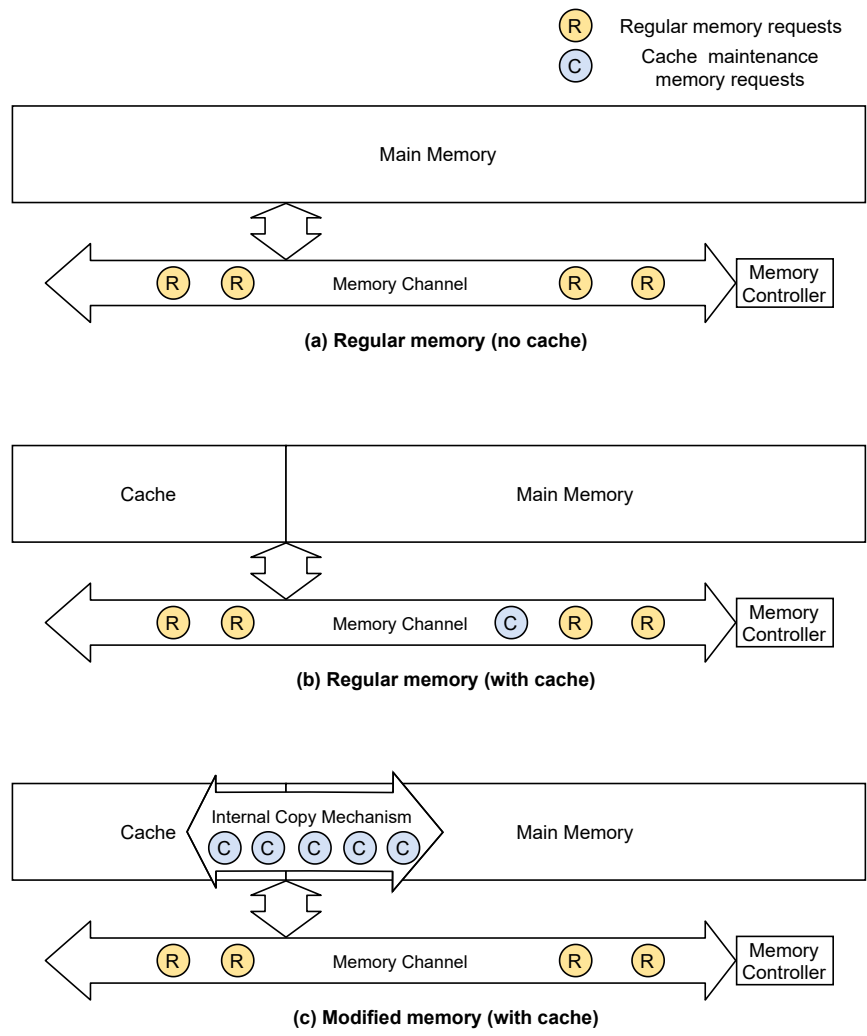 R Regular memory requests
C Cache maintenance
memory requests
Main Memory
R R Memory Channel R R
Memory
Controller
(a) Regular memory (no cache)
Cache Main Memory
R R Memory Channel C R R
Memory
Controller
(b) Regular memory (with cache)
Internal Copy Mechanism
Cache Main Memory
C C C C C
R R Memory Channel R R
Memory
Controller
(c) Modified memory (with cache)